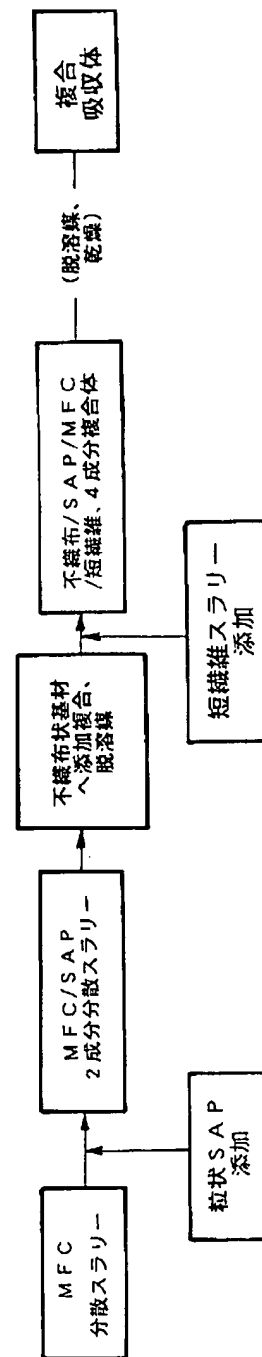 MFC
分散スラリー
粒状SAP
添加
MFC/SAP
2成分分散スラリー
不織布状基材
へ添加複合、
脱溶媒
短繊維スラリー
添加
不織布/SAP/MFC
/短繊維、4成分複合体
(脱溶媒、
乾燥)
複合
吸収体